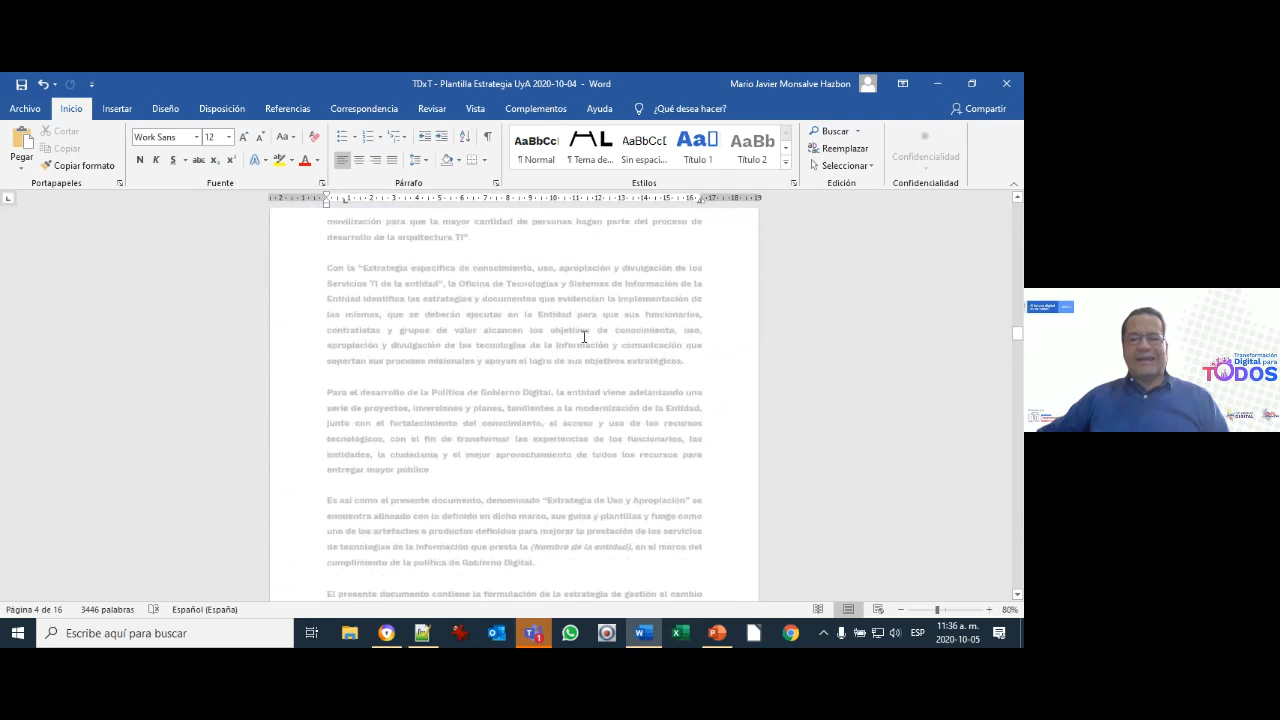 TDxT - Plantilla Estrategia UyA 2020-10-04 - Word
Mario Javier Monsalve Hazbon
Archivo Inicio Insertar Diseño Disposición Referencias Correspondencia Revisar Vista Complementos Ayuda ¿Qué desea hacer? Compartir
Pegar
Cortar
Copiar
Copiar formato
Portapapeles
Work Sans 12
N K S abc x₂ x²
Fuente
Párrafo
AaBbCc AaBbCcD AaBb
¶ Normal ¶ Tema de... Sin espaci... Título 1 Título 2
Estilos
Buscar
Reemplazar
Seleccionar
Edición
Confidencialidad
Confidencialidad
movilización para que la mayor cantidad de personas hagan parte del proceso de
desarrollo de la arquitectura TI”.
Con la “Estrategia específica de conocimiento, uso, apropiación y divulgación de los
Servicios TI de la entidad”, la Oficina de Tecnologías y Sistemas de Información de la
Entidad identifica las estrategias y documentos que evidencian la implementación de
las mismas, que se deberán ejecutar en la Entidad para que sus funcionarios,
contratistas y grupos de valor alcancen los objetivos de conocimiento, uso,
apropiación y divulgación de las tecnologías de la información y comunicación que
soportan sus procesos misionales y apoyan el logro de sus objetivos estratégicos.
Para el desarrollo de la Política de Gobierno Digital, la entidad viene adelantando una
serie de proyectos, inversiones y planes, tendientes a la modernización de la Entidad,
junto con el fortalecimiento del conocimiento, el acceso y uso de los recursos
tecnológicos, con el fin de transformar las experiencias de los funcionarios, las
entidades, la ciudadanía y el mejor aprovechamiento de todos los recursos para
entregar mayor público
Es así como el presente documento, denominado “Estrategia de Uso y Apropiación” se
encuentra alineado con lo definido en dicho marco, sus guías y plantillas y funge como
uno de los artefactos o productos definidos para mejorar la prestación de los servicios
de tecnologías de la información que presta la (Nombre de la entidad), en el marco del
cumplimiento de la política de Gobierno Digital.
El presente documento contiene la formulación de la estrategia de gestión el cambio
Transformación
Digital para
TODOS
Página 4 de 16 3446 palabras Español (España) 80%
Escribe aquí para buscar
ESP
11:36 a. m.
2020-10-05